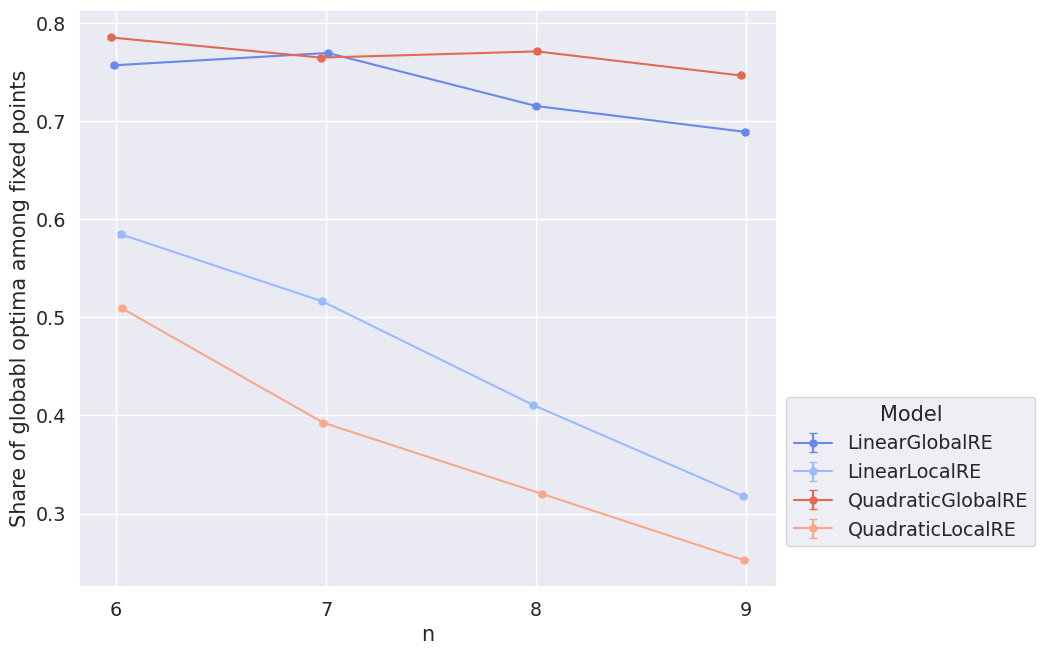 Share of globabl optima among fixed points
0.8
0.7
0.6
0.5
0.4
0.3
6 7 8 9
n
Model
LinearGlobalRE
LinearLocalRE
QuadraticGlobalRE
QuadraticLocalRE